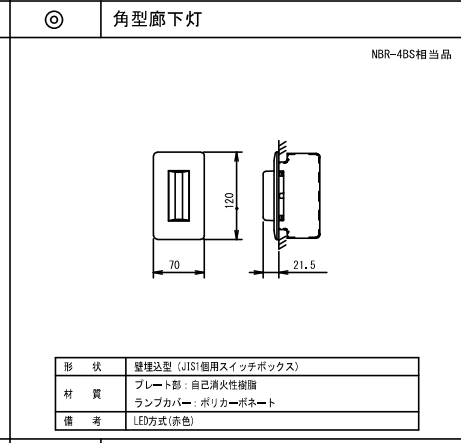 ◎ 角型廊下灯
NBR-4BS相当品
120
70
21.5
形 状 壁埋込型（JIS1個用スイッチボックス）
材 質 プレート部：自己消火性樹脂
ランプカバー：ポリカーボネート
備 考 LED方式(赤色)